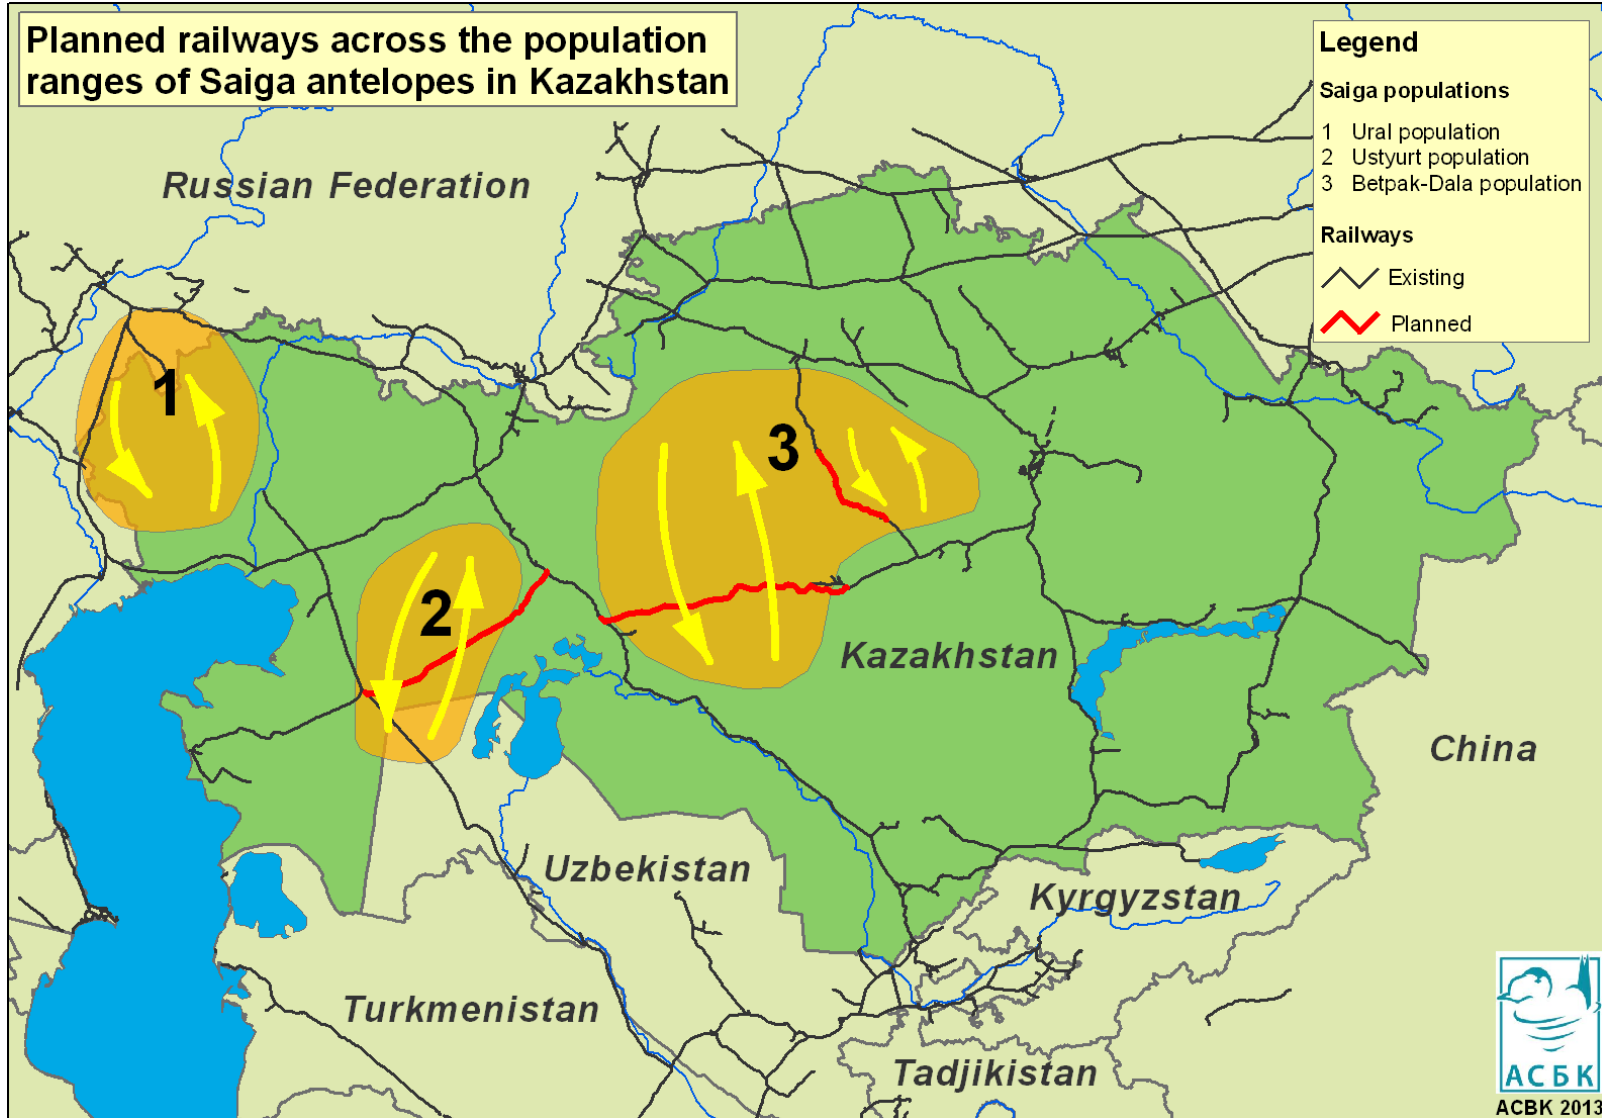 Planned railways across the population
ranges of Saiga antelopes in Kazakhstan
Legend
Saiga populations
1 Ural population
2 Ustyurt population
3 Betpak-Dala population
Railways
Existing
Planned
Russian Federation
1
3
2
Kazakhstan
China
Uzbekistan
Kyrgyzstan
Turkmenistan
Tadjikistan
АСБК
ACBK 2013